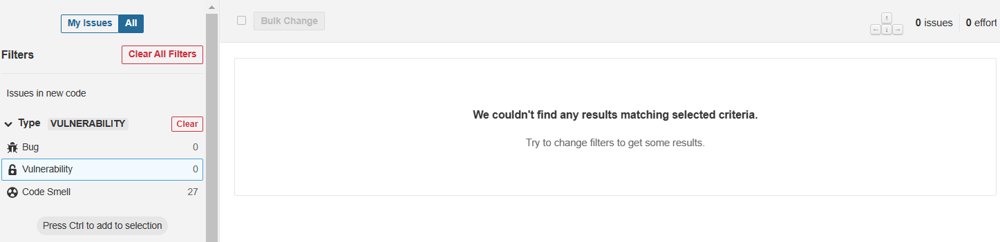 My Issues All
Filters Clear All Filters
Issues in new code
Type VULNERABILITY Clear
Bug 0
Vulnerability 0
Code Smell 27
Press Ctrl to add to selection
Bulk Change
↑
← ↓ →
0 issues 0 effort
We couldn't find any results matching selected criteria.
Try to change filters to get some results.